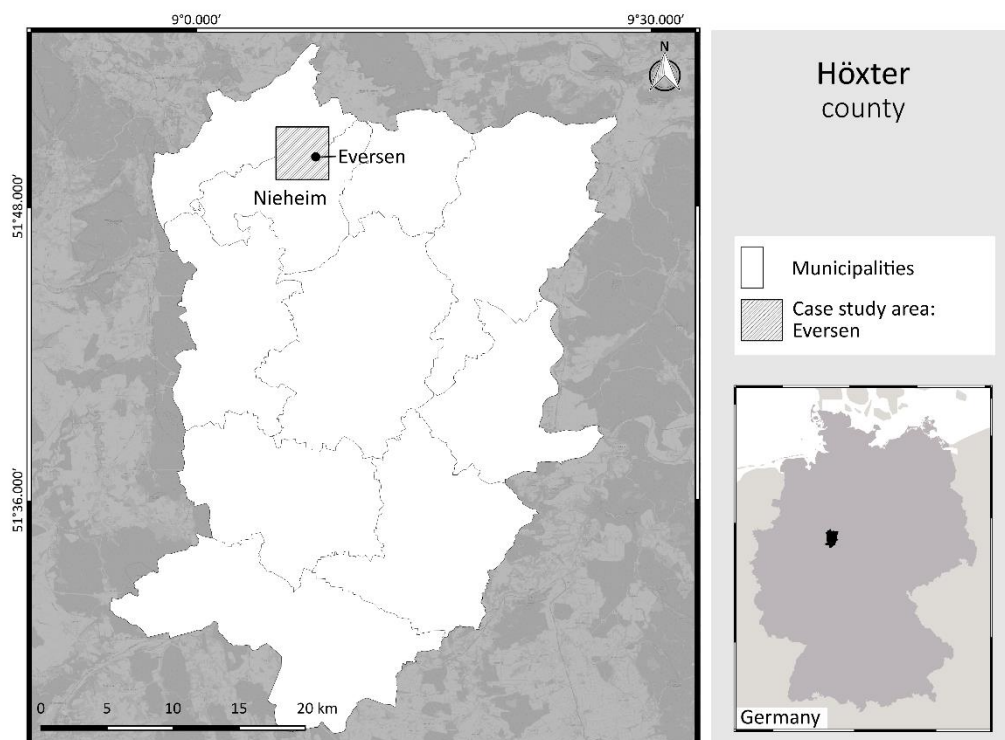 9°0.000'
9°30.000'
N
Eversen
Nieheim
51°48.000'
51°36.000'
0 5 10 15 20 km
Höxter
county
Municipalities
Case study area:
Eversen
Germany